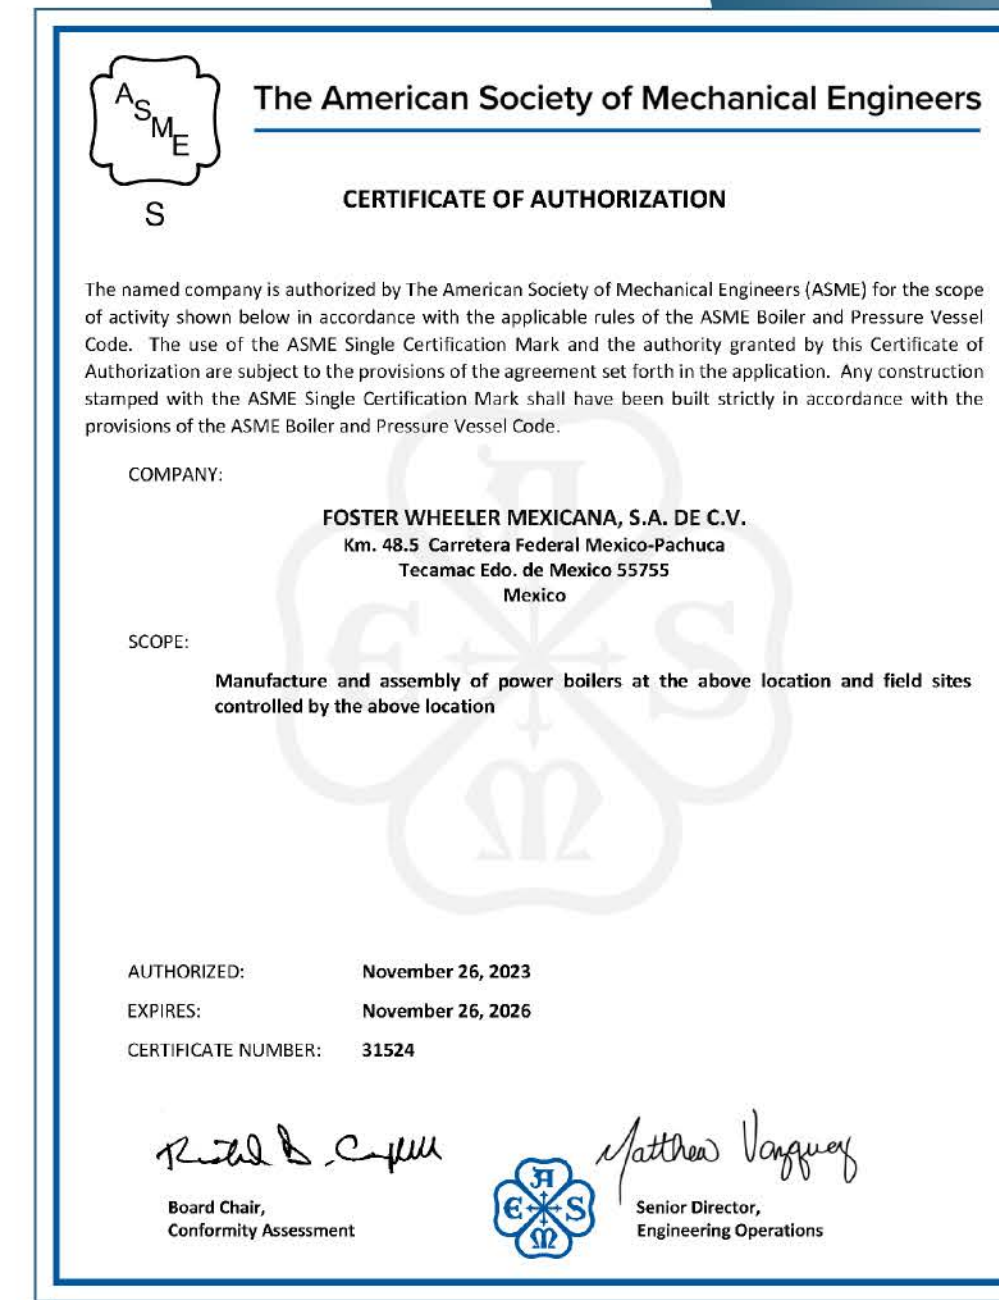 ASME
The American Society of Mechanical Engineers
S
CERTIFICATE OF AUTHORIZATION
The named company is authorized by The American Society of Mechanical Engineers (ASME) for the scope
of activity shown below in accordance with the applicable rules of the ASME Boiler and Pressure Vessel
Code. The use of the ASME Single Certification Mark and the authority granted by this Certificate of
Authorization are subject to the provisions of the agreement set forth in the application. Any construction
stamped with the ASME Single Certification Mark shall have been built strictly in accordance with the
provisions of the ASME Boiler and Pressure Vessel Code.
COMPANY:
FOSTER WHEELER MEXICANA, S.A. DE C.V.
Km. 48.5 Carretera Federal Mexico-Pachuca
Tecamac Edo. de Mexico 55755
Mexico
SCOPE:
Manufacture and assembly of power boilers at the above location and field sites
controlled by the above location
AUTHORIZED: November 26, 2023
EXPIRES: November 26, 2026
CERTIFICATE NUMBER: 31524
Matthew Vazquez
Board Chair,
Conformity Assessment
A
E S
M
Senior Director,
Engineering Operations